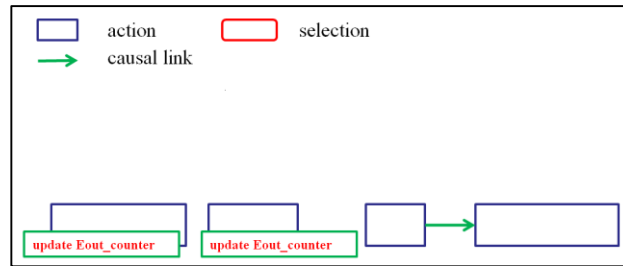 action selection
causal link
update Eout_counter update Eout_counter